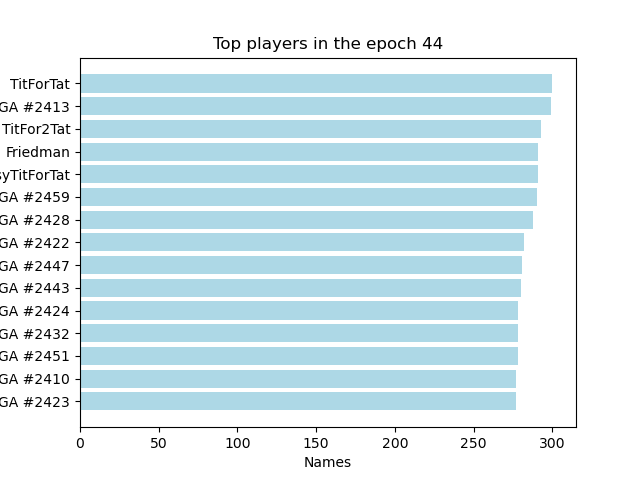 Top players in the epoch 44
TitForTat
GA #2413
TitFor2Tat
Friedman
syTitForTat
GA #2459
GA #2428
GA #2422
GA #2447
GA #2443
GA #2424
GA #2432
GA #2451
GA #2410
GA #2423
0 50 100 150 200 250 300
Names